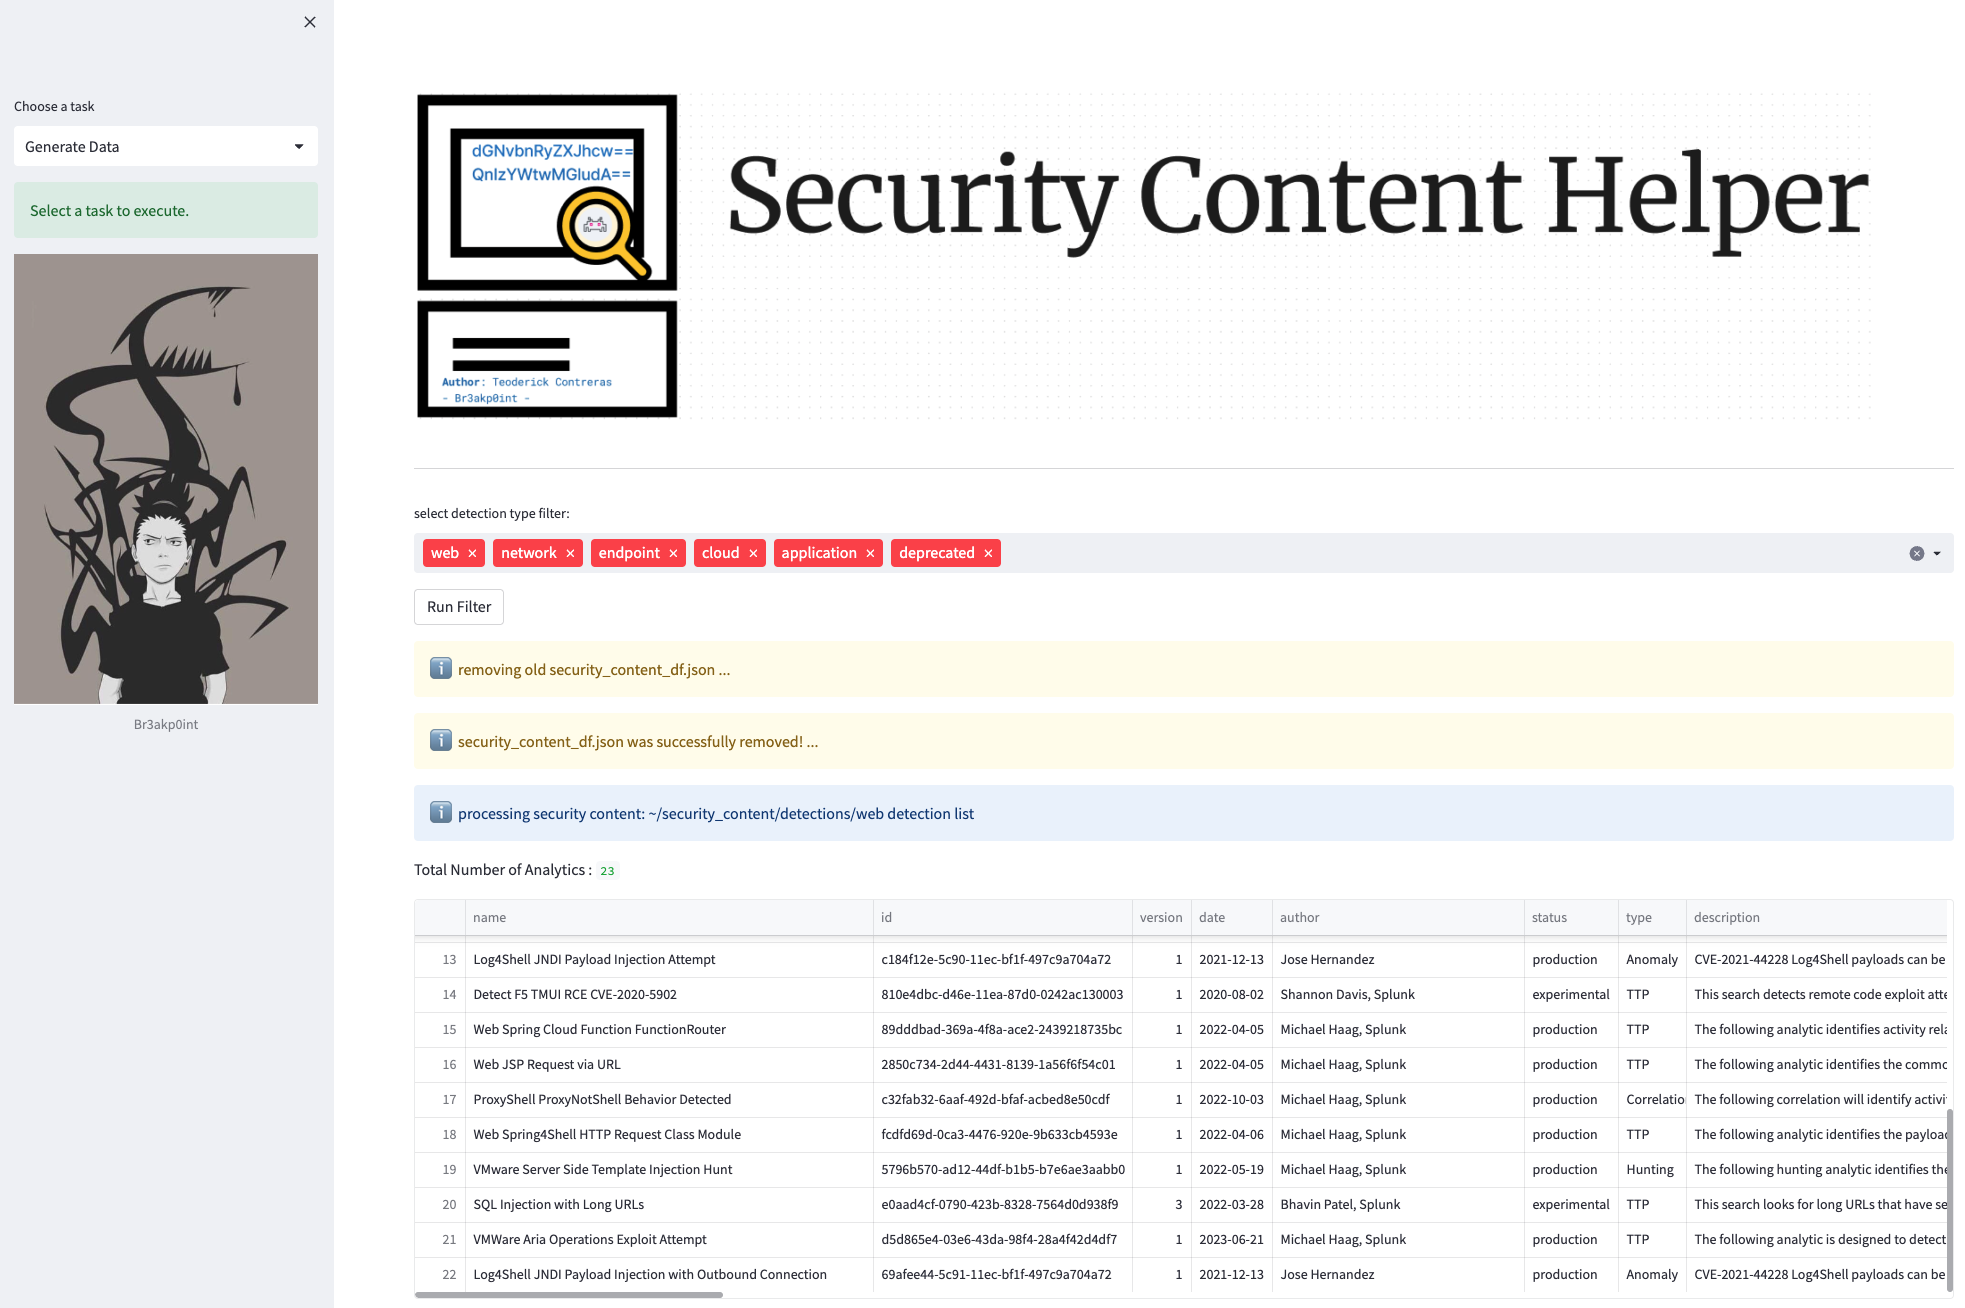 Choose a task
Generate Data
Select a task to execute.
Br3akp0int
dGNvbnRyZXJhcw==
QnIzYWtwMGludA==
Security Content Helper
Author: Teoderick Contreras
- Br3akp0int -
select detection type filter:
web network endpoint cloud application deprecated
Run Filter
removing old security_content_df.json ...
security_content_df.json was successfully removed! ...
processing security content: ~/security_content/detections/web detection list
Total Number of Analytics : 23
name id version date author status type description
13 Log4Shell JNDI Payload Injection Attempt c184f12e-5c90-11ec-bf1f-497c9a704a72 1 2021-12-13 Jose Hernandez production Anomaly CVE-2021-44228 Log4Shell payloads can be
14 Detect F5 TMUI RCE CVE-2020-5902 810e4dbc-d46e-11ea-87d0-0242ac130003 1 2020-08-02 Shannon Davis, Splunk experimental TTP This search detects remote code exploit atte
15 Web Spring Cloud Function FunctionRouter 89dddbad-369a-4f8a-ace2-2439218735bc 1 2022-04-05 Michael Haag, Splunk production TTP The following analytic identifies activity rela
16 Web JSP Request via URL 2850c734-2d44-4431-8139-1a56f6f54c01 1 2022-04-05 Michael Haag, Splunk production TTP The following analytic identifies the commo
17 ProxyShell ProxyNotShell Behavior Detected c32fab32-6aaf-492d-bfaf-acbed8e50cdf 1 2022-10-03 Michael Haag, Splunk production Correlatio The following correlation will identify activi
18 Web Spring4Shell HTTP Request Class Module fcdfd69d-0ca3-4476-920e-9b633cb4593e 1 2022-04-06 Michael Haag, Splunk production TTP The following analytic identifies the payloac
19 VMware Server Side Template Injection Hunt 5796b570-ad12-44df-b1b5-b7e6ae3aabb0 1 2022-05-19 Michael Haag, Splunk production Hunting The following hunting analytic identifies the
20 SQL Injection with Long URLs e0aad4cf-0790-423b-8328-7564d0d938f9 3 2022-03-28 Bhavin Patel, Splunk experimental TTP This search looks for long URLs that have se
21 VMWare Aria Operations Exploit Attempt d5d865e4-03e6-43da-98f4-28a4f42d4df7 1 2023-06-21 Michael Haag, Splunk production TTP The following analytic is designed to detect
22 Log4Shell JNDI Payload Injection with Outbound Connection 69afee44-5c91-11ec-bf1f-497c9a704a72 1 2021-12-13 Jose Hernandez production Anomaly CVE-2021-44228 Log4Shell payloads can be